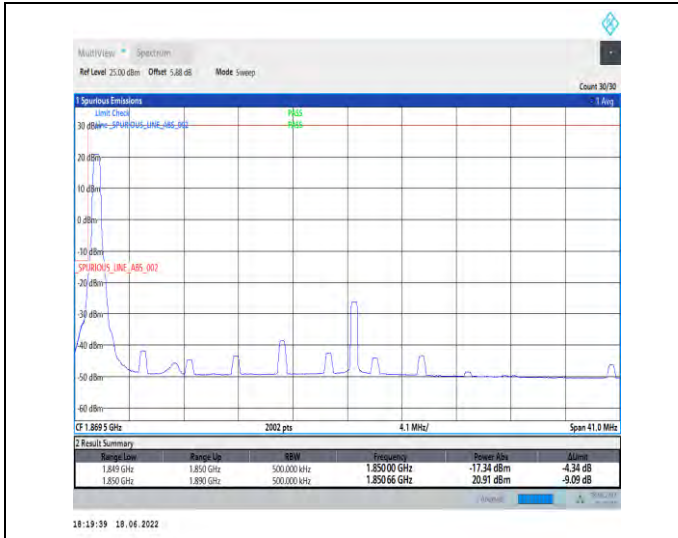 MultiView Spectrum
Ref Level 25.00 dBm Offset 5.88 dB Mode Sweep
Count 30/30
1 Spurious Emissions 1 Avg
Limit Check PASS
Line _SPURIOUS_LINE_ABS_002 PASS
30 dBm
20 dBm
10 dBm
0 dBm
-10 dBm
_SPURIOUS_LINE_ABS_002
-20 dBm
-30 dBm
-40 dBm
-50 dBm
-60 dBm
CF 1.869 5 GHz 2002 pts 4.1 MHz/ Span 41.0 MHz
2 Result Summary
Range Low Range Up RBW Frequency Power Abs ΔLimit
1.849 GHz 1.850 GHz 500.000 kHz 1.850 00 GHz -17.34 dBm -4.34 dB
1.850 GHz 1.890 GHz 500.000 kHz 1.850 66 GHz 20.91 dBm -9.09 dB
18:19:39 18.06.2022